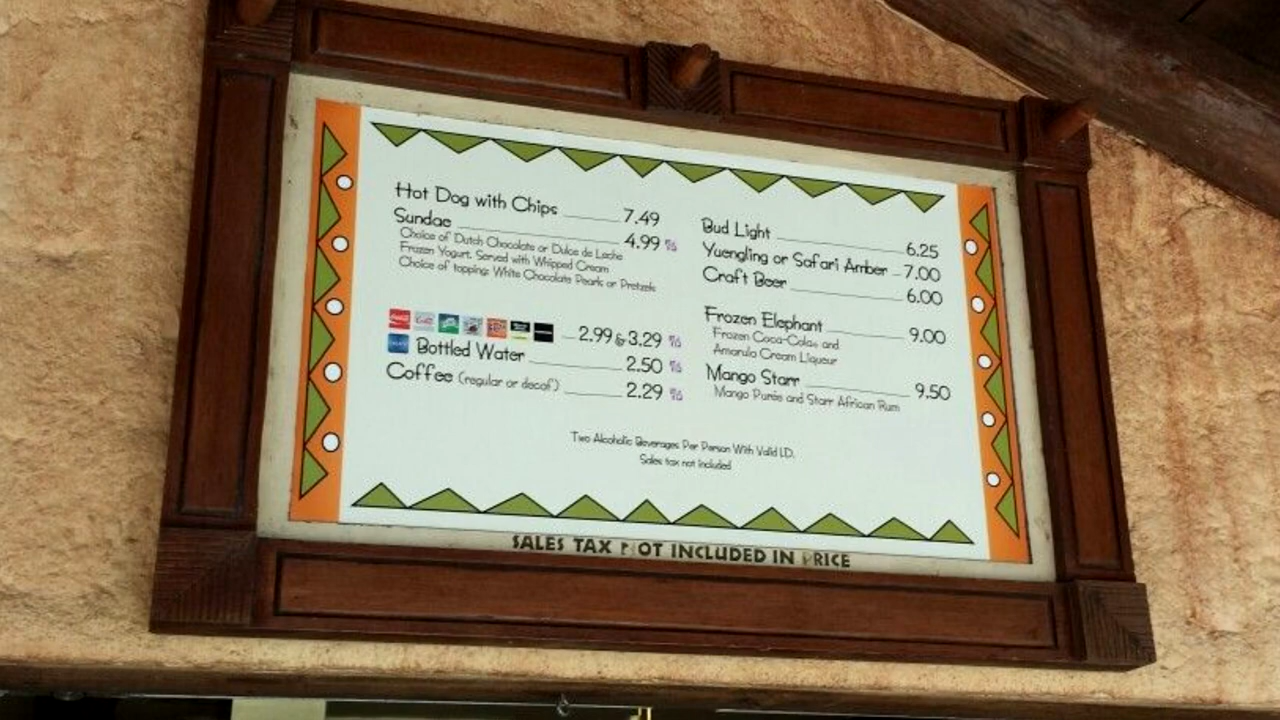 Hot Dog with Chips 7.49
Sundae 4.99
Choice of Dutch Chocolate or Dulce de Leche
Frozen Yogurt. Served with Whipped Cream
Choice of topping: White Chocolate Pearls or Pretzels
2.99 & 3.29
Bottled Water 2.50
Coffee (regular or decaf) 2.29
Bud Light 6.25
Yuengling or Safari Amber 7.00
Craft Beer 6.00
Frozen Elephant 9.00
Frozen Coca-Cola® and
Amarula Cream Liqueur
Mango Starr 9.50
Mango Purée and Starr African Rum
Two Alcoholic Beverages Per Person With Valid I.D.
Sales tax not included
SALES TAX NOT INCLUDED IN PRICE